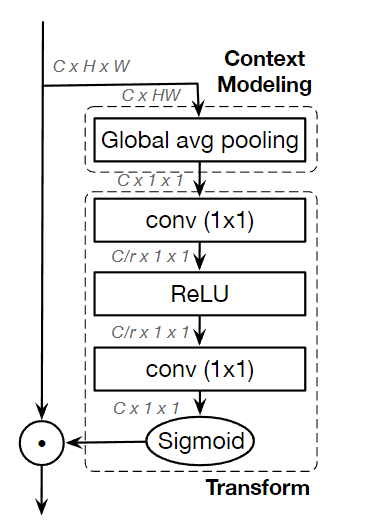 C x H x W
Context
Modeling
C x HW
Global avg pooling
C x 1 x 1
conv (1x1)
C/r x 1 x 1
ReLU
C/r x 1 x 1
conv (1x1)
C x 1 x 1
Sigmoid
Transform